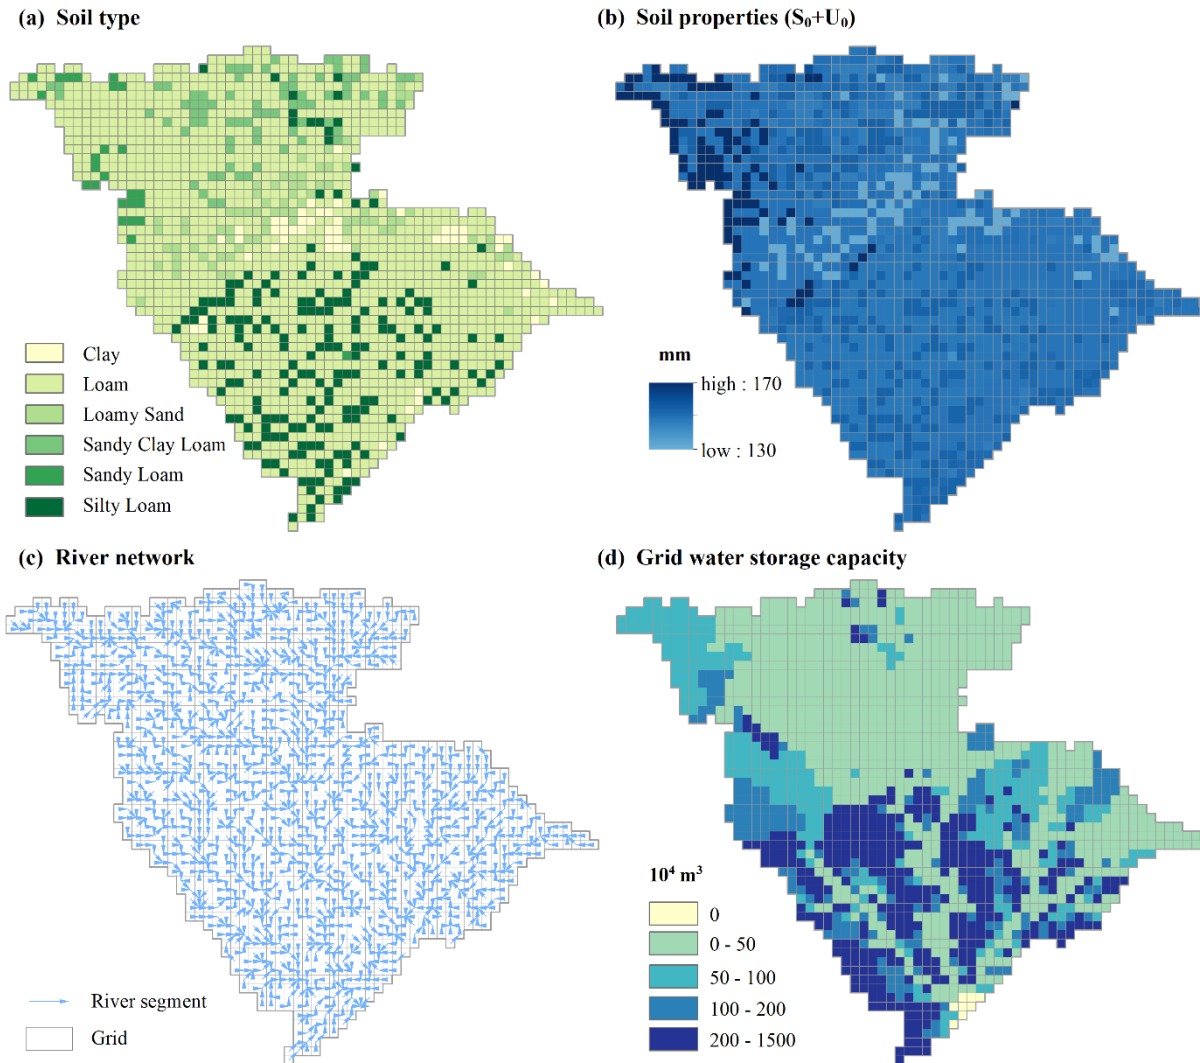 (a) Soil type
Clay
Loam
Loamy Sand
Sandy Clay Loam
Sandy Loam
Silty Loam
(b) Soil properties (S₀+U₀)
mm
high : 170
low : 130
(c) River network
River segment
Grid
(d) Grid water storage capacity
10⁴ m³
0
0 - 50
50 - 100
100 - 200
200 - 1500